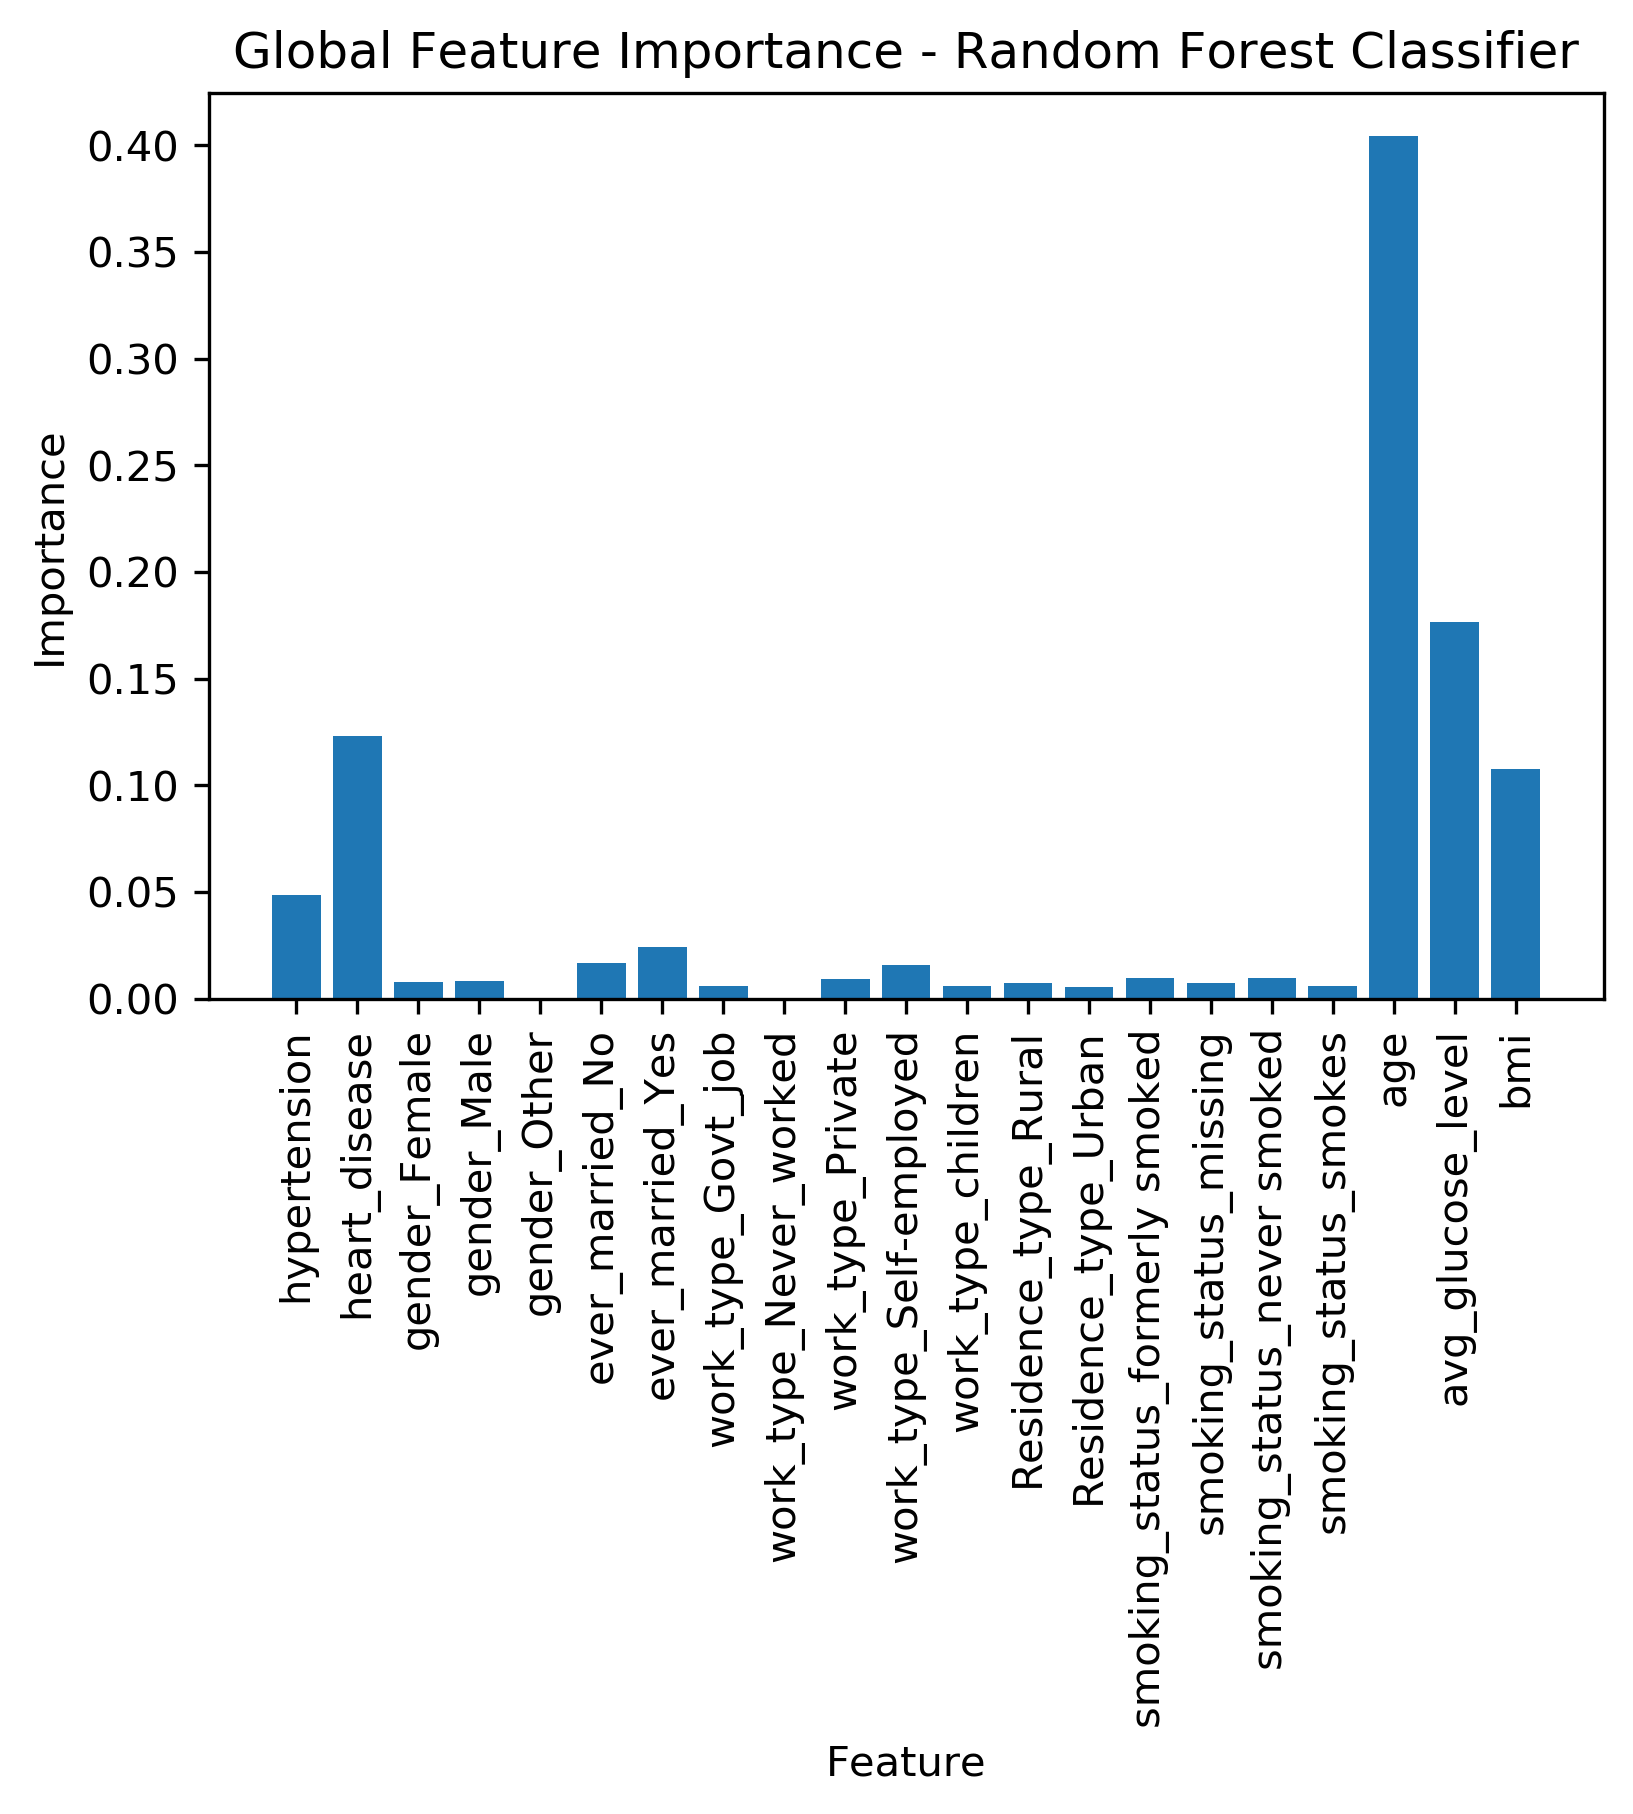 Global Feature Importance - Random Forest Classifier
0.40
0.35
0.30
0.25
0.20
0.15
0.10
0.05
0.00
Importance
hypertension
heart_disease
gender_Female
gender_Male
gender_Other
ever_married_No
ever_married_Yes
work_type_Govt_job
work_type_Never_worked
work_type_Private
work_type_Self-employed
work_type_children
Residence_type_Rural
Residence_type_Urban
smoking_status_formerly smoked
smoking_status_missing
smoking_status_never smoked
smoking_status_smokes
age
avg_glucose_level
bmi
Feature